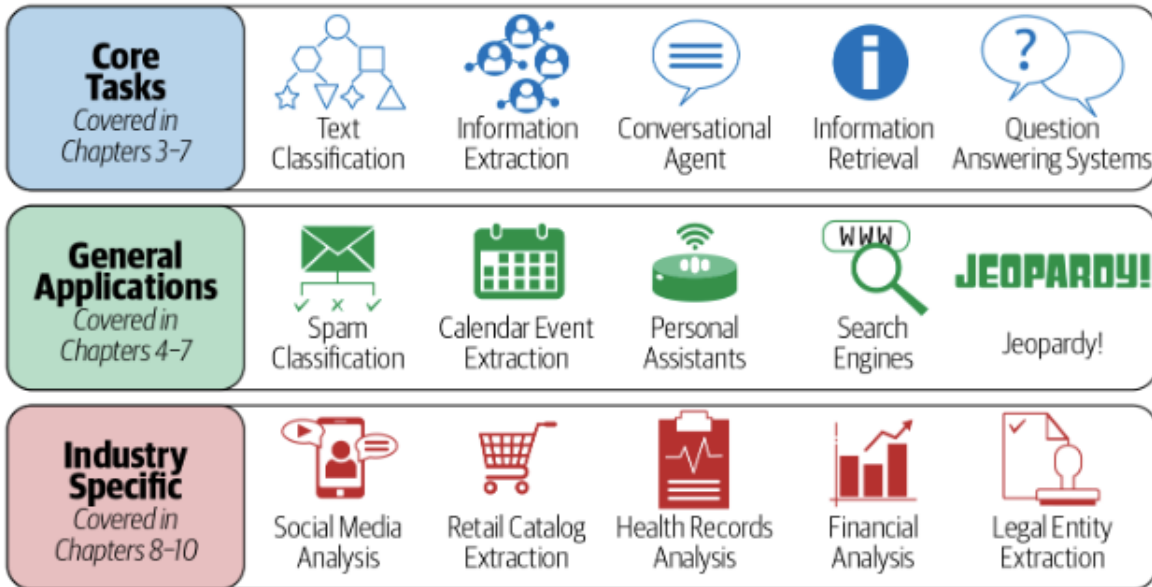 Core
Tasks
Covered in
Chapters 3–7
Text
Classification
Information
Extraction
Conversational
Agent
Information
Retrieval
?
Question
Answering Systems
General
Applications
Covered in
Chapters 4–7
Spam
Classification
Calendar Event
Extraction
Personal
Assistants
WWW
Search
Engines
JEOPARDY!
Jeopardy!
Industry
Specific
Covered in
Chapters 8–10
Social Media
Analysis
Retail Catalog
Extraction
Health Records
Analysis
Financial
Analysis
Legal Entity
Extraction